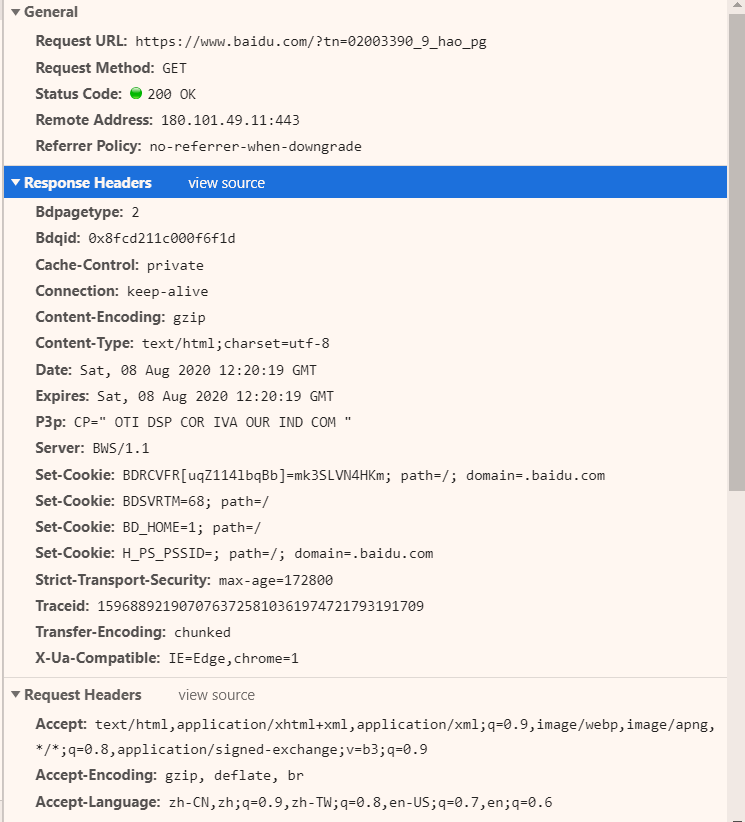 General
Request URL: https://www.baidu.com/?tn=02003390_9_hao_pg
Request Method: GET
Status Code: 200 OK
Remote Address: 180.101.49.11:443
Referrer Policy: no-referrer-when-downgrade
Response Headers view source
Bdpagetype: 2
Bdqid: 0x8fcd211c000f6f1d
Cache-Control: private
Connection: keep-alive
Content-Encoding: gzip
Content-Type: text/html;charset=utf-8
Date: Sat, 08 Aug 2020 12:20:19 GMT
Expires: Sat, 08 Aug 2020 12:20:19 GMT
P3p: CP=" OTI DSP COR IVA OUR IND COM "
Server: BWS/1.1
Set-Cookie: BDRCVFR[uqZ114lbqBb]=mk3SLVN4HKm; path=/; domain=.baidu.com
Set-Cookie: BDSVRTM=68; path=/
Set-Cookie: BD_HOME=1; path=/
Set-Cookie: H_PS_PSSID=; path=/; domain=.baidu.com
Strict-Transport-Security: max-age=172800
Traceid: 1596889219070763725810361974721793191709
Transfer-Encoding: chunked
X-Ua-Compatible: IE=Edge,chrome=1
Request Headers view source
Accept: text/html,application/xhtml+xml,application/xml;q=0.9,image/webp,image/apng,
*/*;q=0.8,application/signed-exchange;v=b3;q=0.9
Accept-Encoding: gzip, deflate, br
Accept-Language: zh-CN,zh;q=0.9,zh-TW;q=0.8,en-US;q=0.7,en;q=0.6